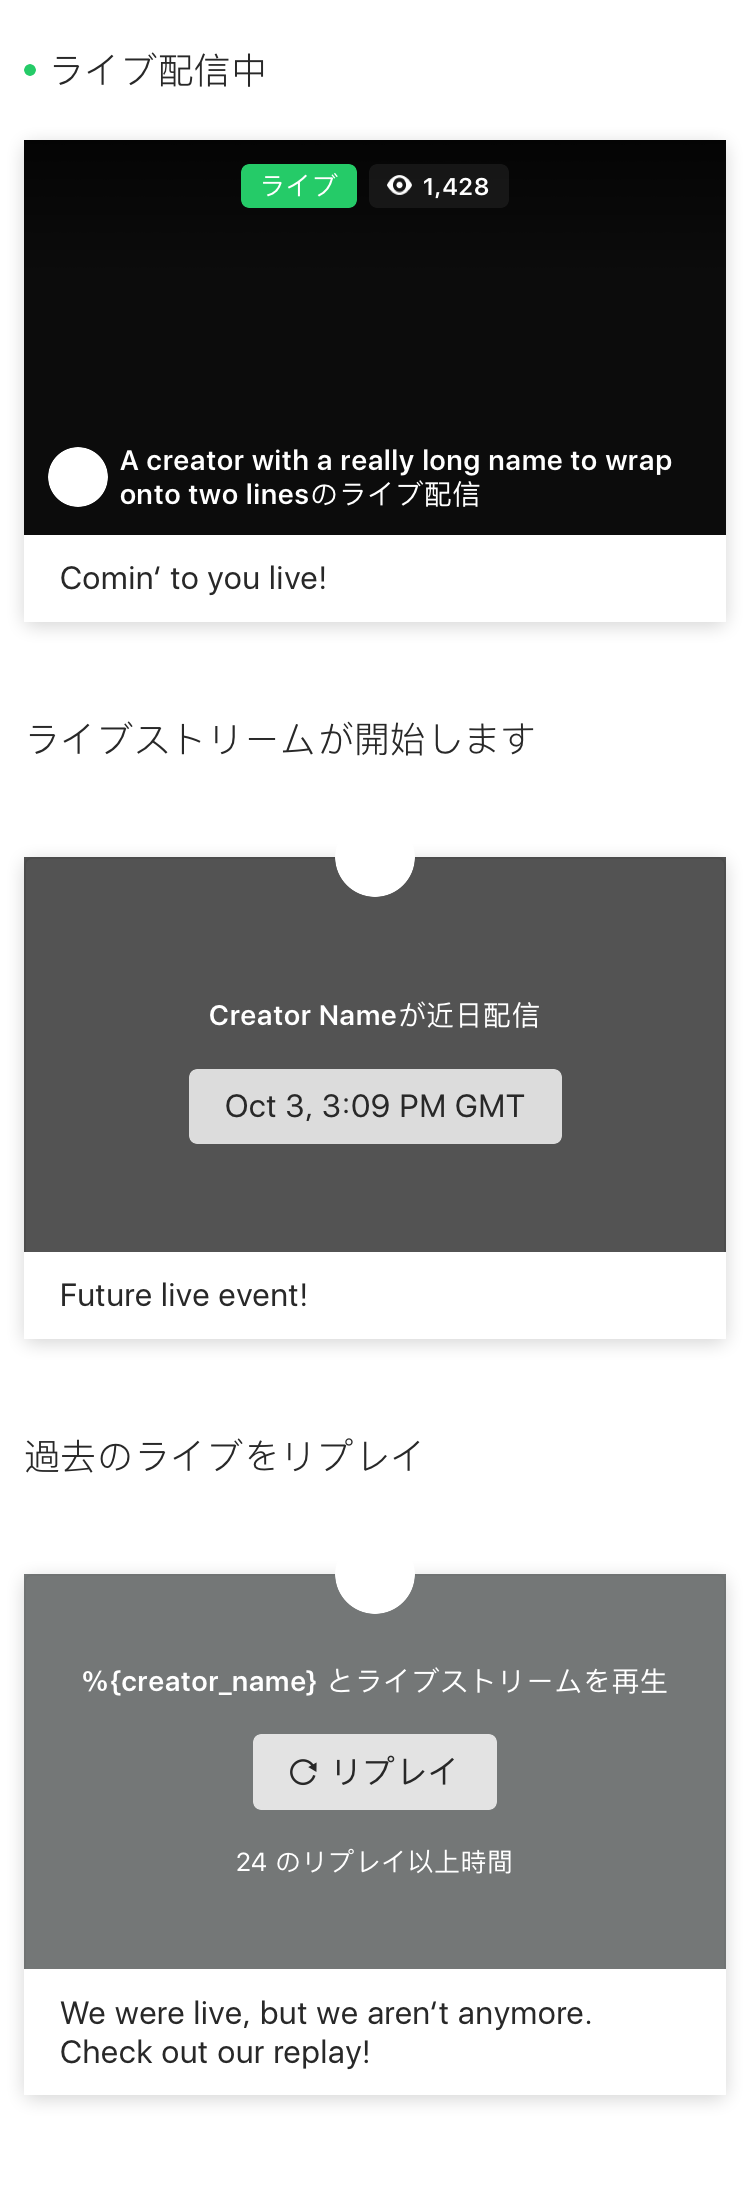 ライブ配信中
ライブ
1,428
A creator with a really long name to wrap
onto two linesのライブ配信
Comin’ to you live!
ライブストリームが開始します
Creator Nameが近日配信
Oct 3, 3:09 PM GMT
Future live event!
過去のライブをリプレイ
%{creator_name} とライブストリームを再生
リプレイ
24 のリプレイ以上時間
We were live, but we aren’t anymore.
Check out our replay!